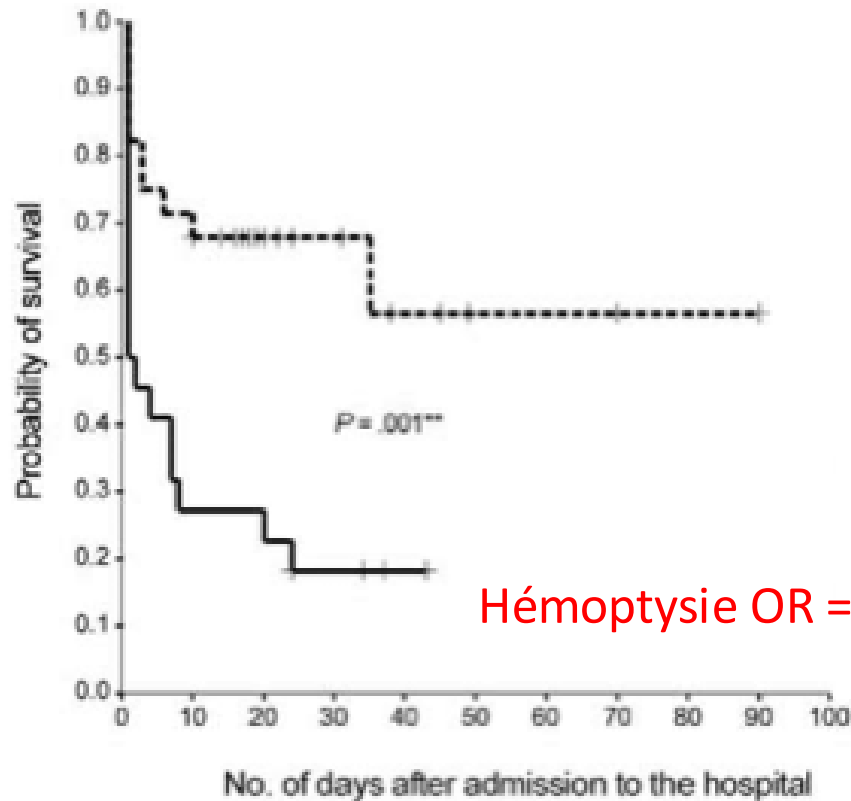 1.0
0.9
0.8
0.7
0.6
0.5
0.4
0.3
0.2
0.1
0.0
Probability of survival
P = .001**
Hémoptysie OR =
0 10 20 30 40 50 60 70 80 90 100
No. of days after admission to the hospital